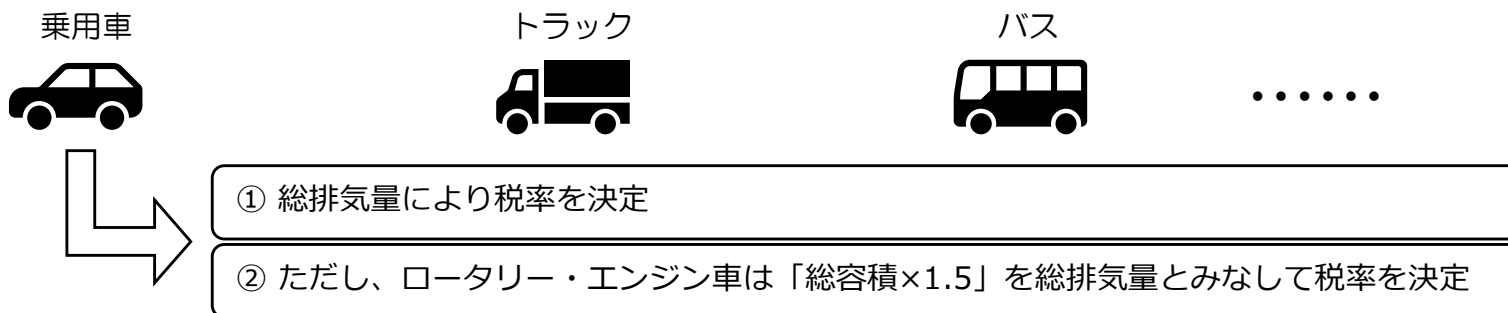 乗用車
トラック
バス
・・・・・・
① 総排気量により税率を決定
② ただし、ロータリー・エンジン車は「総容積×1.5」を総排気量とみなして税率を決定